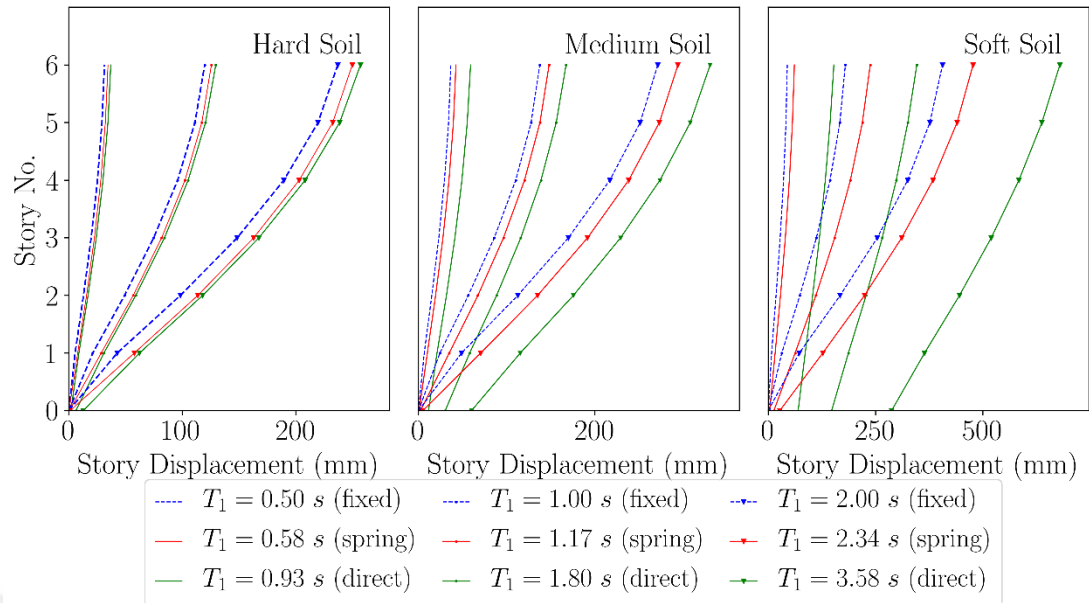 Hard Soil
Medium Soil
Soft Soil
Story No.
6
5
4
3
2
1
0
0 100 200
0 200
0 250 500
Story Displacement (mm)
Story Displacement (mm)
Story Displacement (mm)
T₁ = 0.50 s (fixed)
T₁ = 1.00 s (fixed)
T₁ = 2.00 s (fixed)
T₁ = 0.58 s (spring)
T₁ = 1.17 s (spring)
T₁ = 2.34 s (spring)
T₁ = 0.93 s (direct)
T₁ = 1.80 s (direct)
T₁ = 3.58 s (direct)